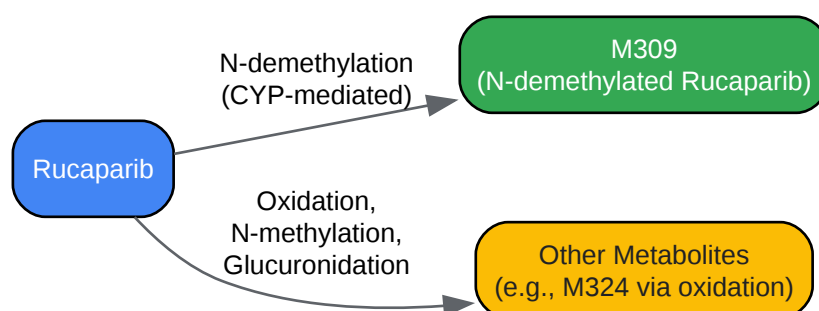 N-demethylation
(CYP-mediated)
M309
(N-demethylated Rucaparib)
Rucaparib
Oxidation,
N-methylation,
Glucuronidation
Other Metabolites
(e.g., M324 via oxidation)